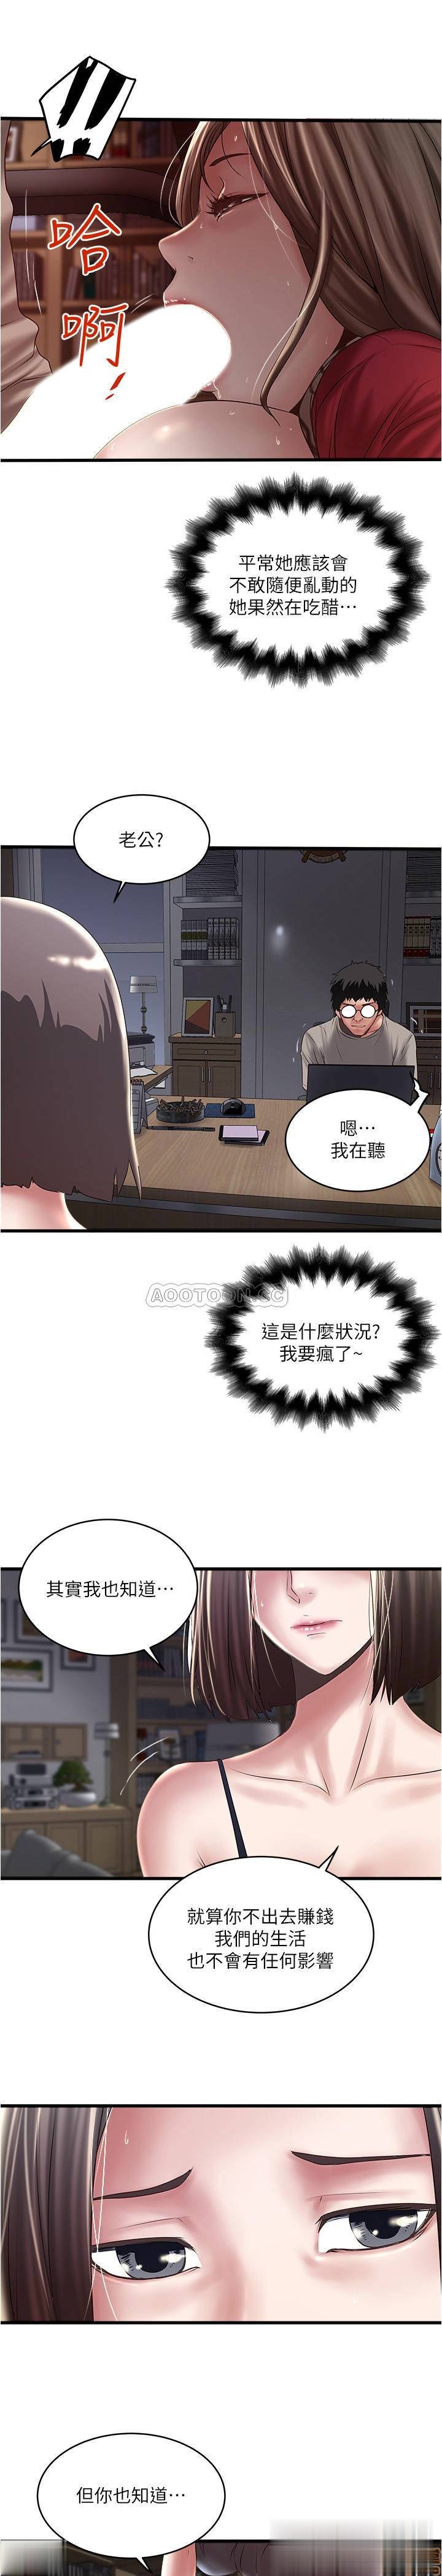 !!
哈
啊
平常她應該會
不敢隨便亂動的
她果然在吃醋…
老公?
嗯…
我在聽
AOOTOON.CC
這是什麼狀況?
我要瘋了~
其實我也知道…
就算你不出去賺錢
我們的生活
也不會有任何影響
但你也知道…